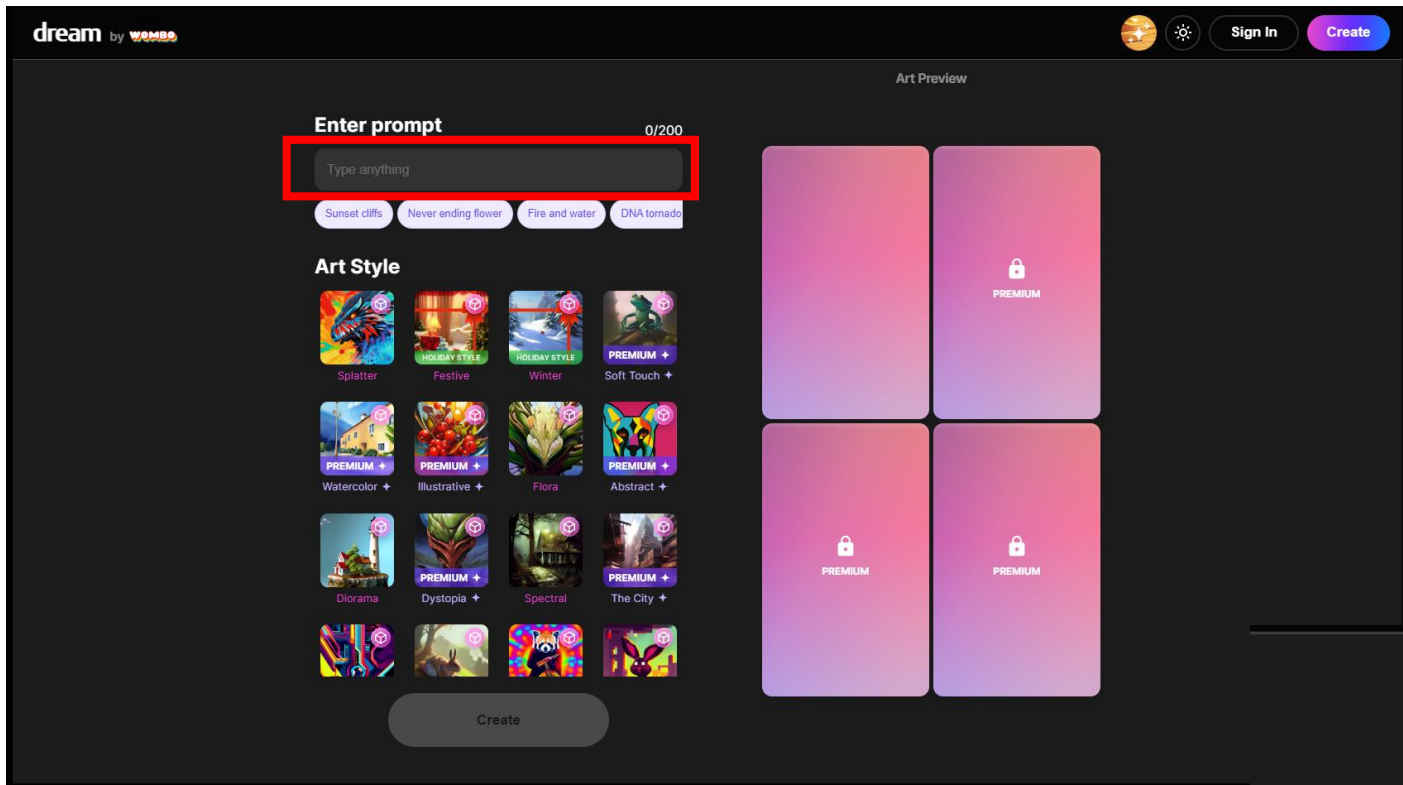 dream by WOMBO
Sign In
Create
Art Preview
Enter prompt
0/200
Type anything
Sunset cliffs
Never ending flower
Fire and water
DNA tornado
Art Style
HOLIDAY STYLE
HOLIDAY STYLE
PREMIUM
Splatter
Festive
Winter
Soft Touch
PREMIUM
PREMIUM
PREMIUM
Watercolor
Illustrative
Flora
Abstract
PREMIUM
PREMIUM
Diorama
Dystopia
Spectral
The City
Create
PREMIUM
PREMIUM
PREMIUM